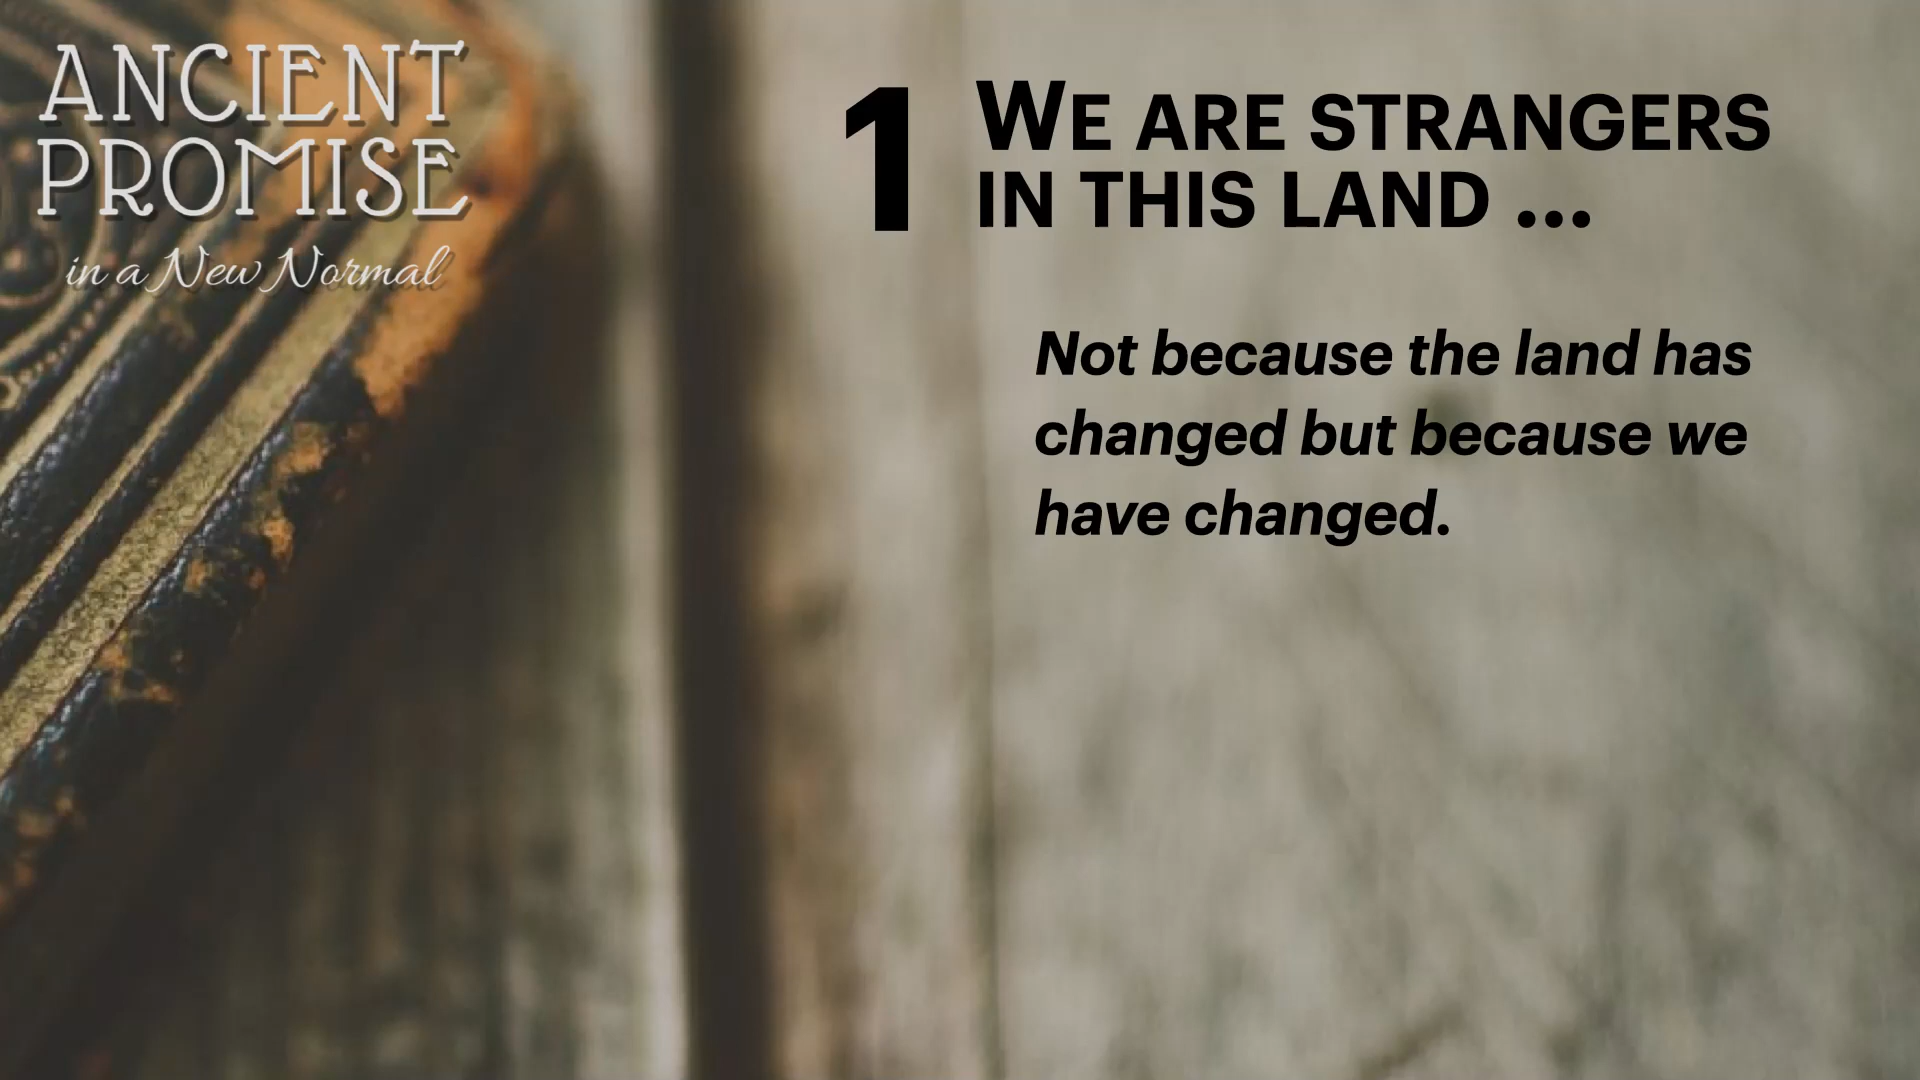 ANCIENT
PROMISE
in a New Normal
1 WE ARE STRANGERS
IN THIS LAND ...
Not because the land has
changed but because we
have changed.